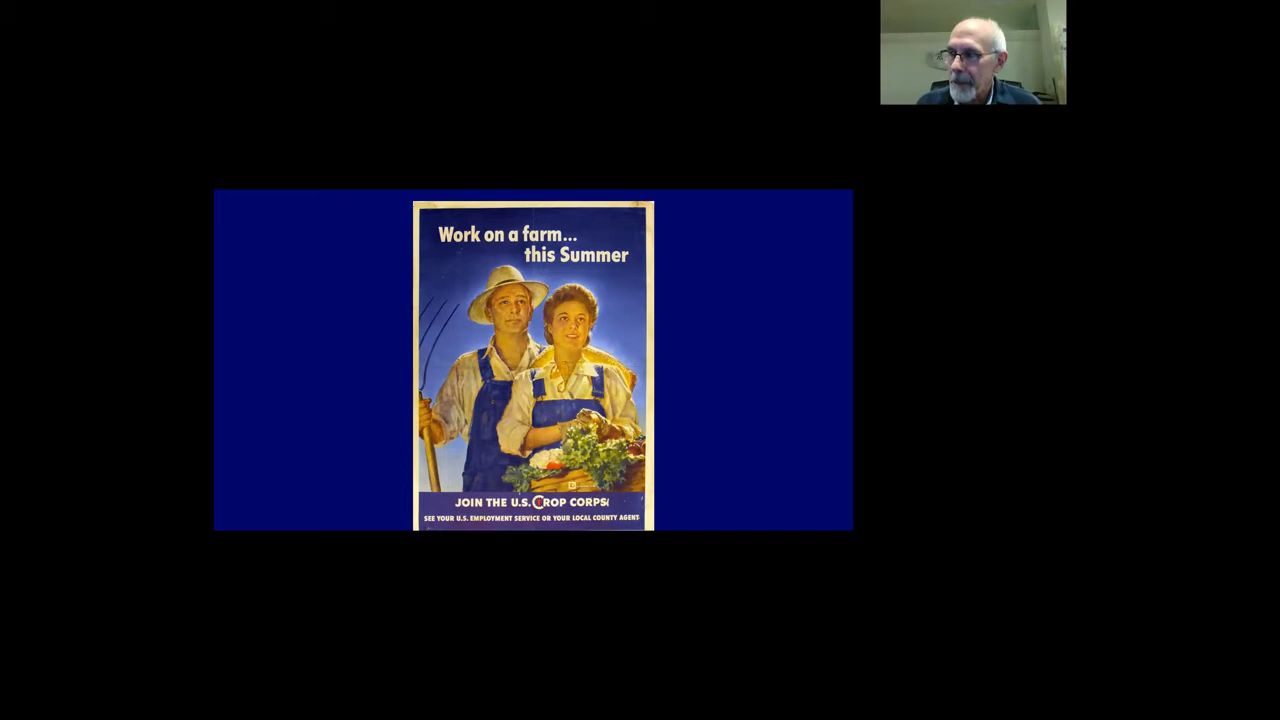 Work on a farm...
this Summer
JOIN THE U.S. CROP CORPS
SEE YOUR U.S. EMPLOYMENT SERVICE OR YOUR LOCAL COUNTY AGENT